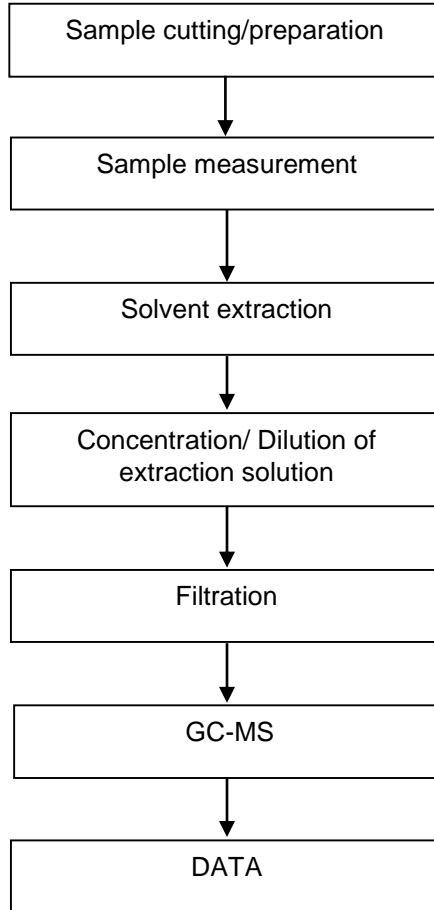 Sample cutting/preparation
Sample measurement
Solvent extraction
Concentration/ Dilution of
extraction solution
Filtration
GC-MS
DATA